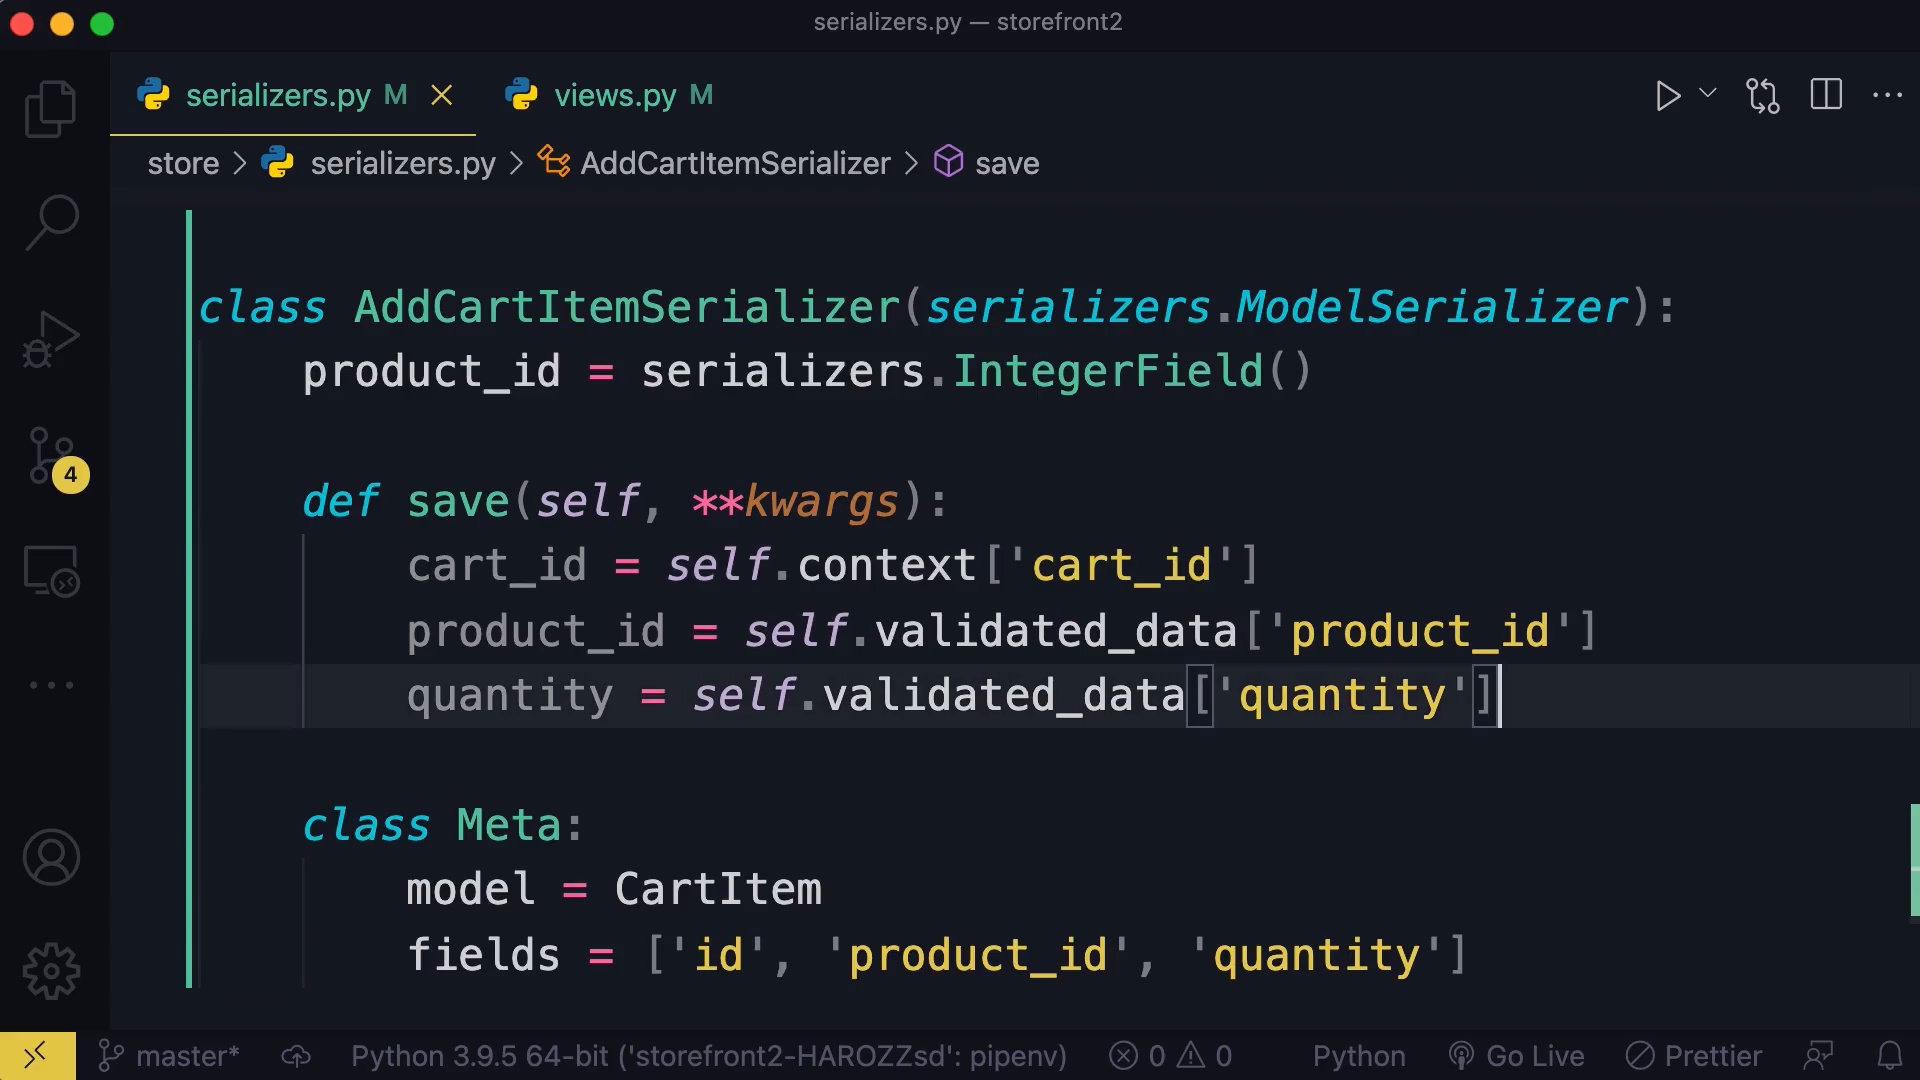 serializers.py — storefront2
serializers.py M views.py M
store > serializers.py > AddCartItemSerializer > save
class AddCartItemSerializer(serializers.ModelSerializer):
product_id = serializers.IntegerField()
def save(self, **kwargs):
cart_id = self.context['cart_id']
product_id = self.validated_data['product_id']
quantity = self.validated_data['quantity']
class Meta:
model = CartItem
fields = ['id', 'product_id', 'quantity']
4
master* Python 3.9.5 64-bit ('storefront2-HAROZZsd': pipenv) 0 0 Python Go Live Prettier